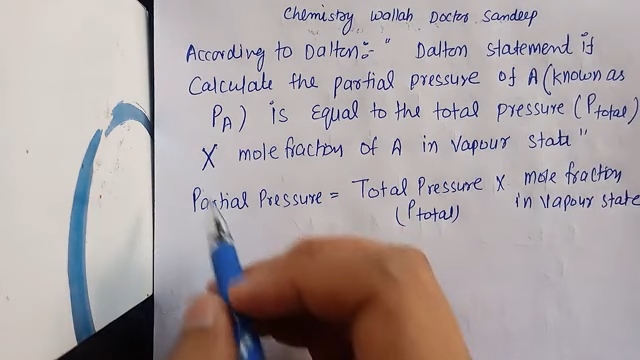 Chemistry Wallah Doctor Sandeep
According to Dalton:- " Dalton statement if
Calculate the partial pressure of A (known as
PA) is equal to the total pressure (Ptotal)
X mole fraction of A in vapour state"
Partial Pressure = Total Pressure X mole fraction
(Ptotal) in vapour state